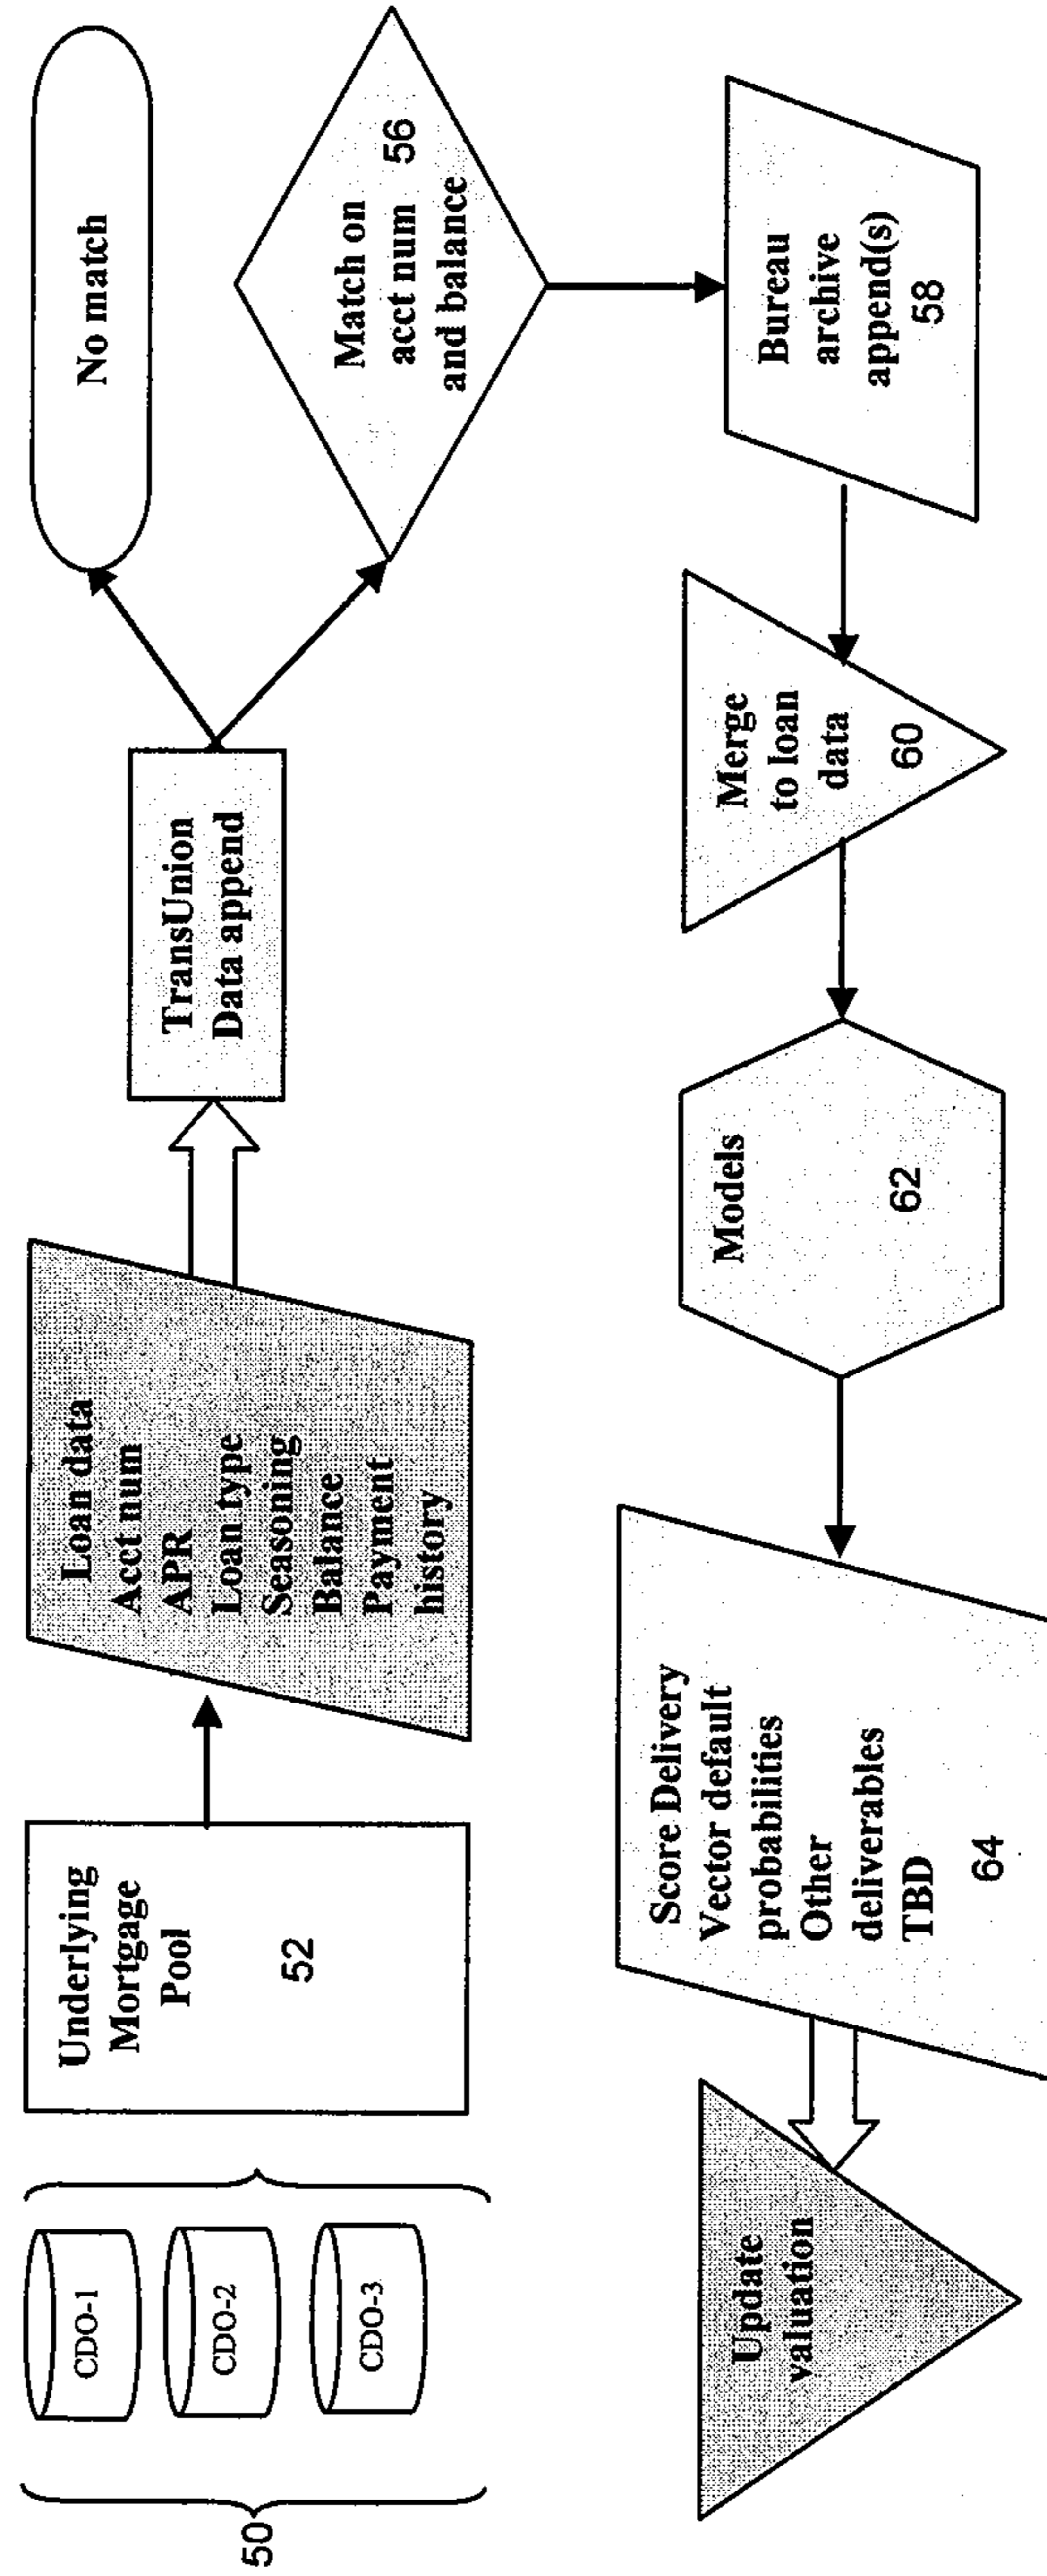 50
CDO-1
CDO-2
CDO-3
Underlying
Mortgage
Pool
52
Loan data
Acct num
APR
Loan type
Seasoning
Balance
Payment
history
TransUnion
Data append
No match
Match on
acct num 56
and balance
Bureau
archive
append(s)
58
Merge
to loan
data
60
Models
62
Score Delivery
Vector default
probabilities
Other
deliverables
TBD
64
Update
valuation